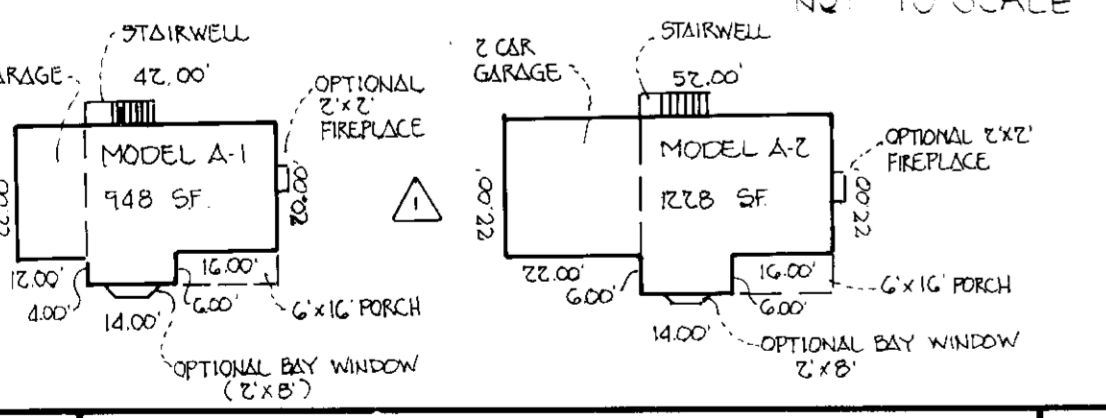 NOT TO SCALE
STAIRWELL
42.00'
GARAGE
OPTIONAL
2'x2'
FIREPLACE
MODEL A-1
948 SF.
22.00'
20.00'
12.00'
4.00'
14.00'
6.00'
16.00'
6'x16' PORCH
OPTIONAL BAY WINDOW
(2'x8')
1
2 CAR
GARAGE
STAIRWELL
52.00'
MODEL A-2
1228 SF.
OPTIONAL 2'x2'
FIREPLACE
22.00'
22.00'
22.00'
6.00'
14.00'
6.00'
16.00'
6'x16' PORCH
OPTIONAL BAY WINDOW
2'x8'